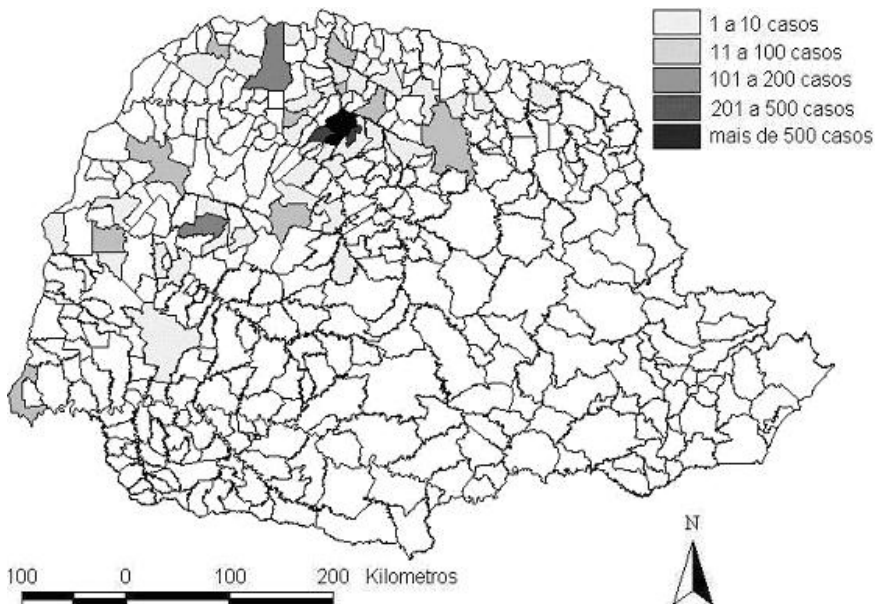 1 a 10 casos
11 a 100 casos
101 a 200 casos
201 a 500 casos
mais de 500 casos
N
100 0 100 200 Kilometros